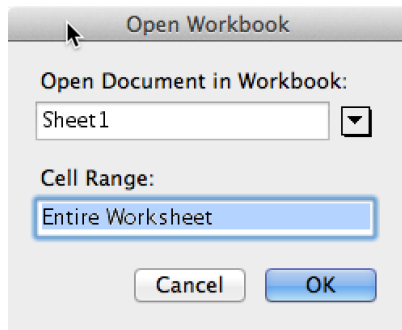 Open Workbook
Open Document in Workbook:
Sheet1
Cell Range:
Entire Worksheet
Cancel OK